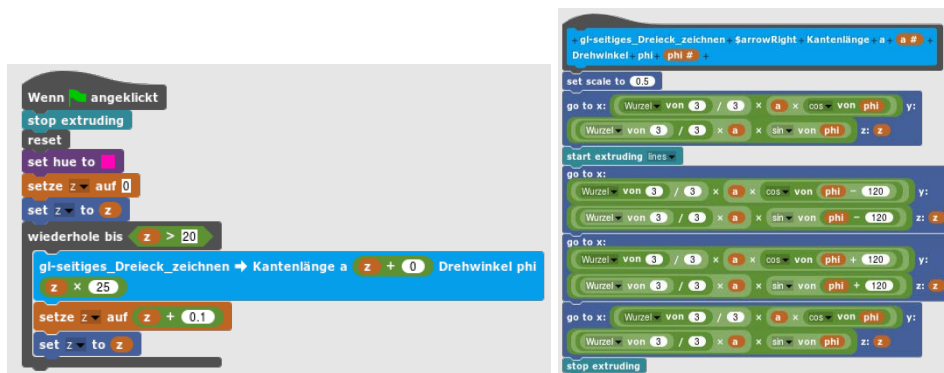 Wenn angeklickt
stop extruding
reset
set hue to
setze z auf 0
set z to z
wiederhole bis z > 20
gl-seitiges_Dreieck_zeichnen → Kantenlänge a z + 0 Drehwinkel phi
z × 25
setze z auf z + 0.1
set z to z
+ gl-seitiges_Dreieck_zeichnen + $arrowRight + Kantenlänge + a + a # +
Drehwinkel + phi + phi # +
set scale to 0.5
go to x: Wurzel von 3 / 3 × a × cos von phi y:
Wurzel von 3 / 3 × a × sin von phi z: z
start extruding lines
go to x:
Wurzel von 3 / 3 × a × cos von phi − 120 y:
Wurzel von 3 / 3 × a × sin von phi − 120 z: z
go to x:
Wurzel von 3 / 3 × a × cos von phi + 120 y:
Wurzel von 3 / 3 × a × sin von phi + 120 z: z
go to x: Wurzel von 3 / 3 × a × cos von phi y:
Wurzel von 3 / 3 × a × sin von phi z: z
stop extruding